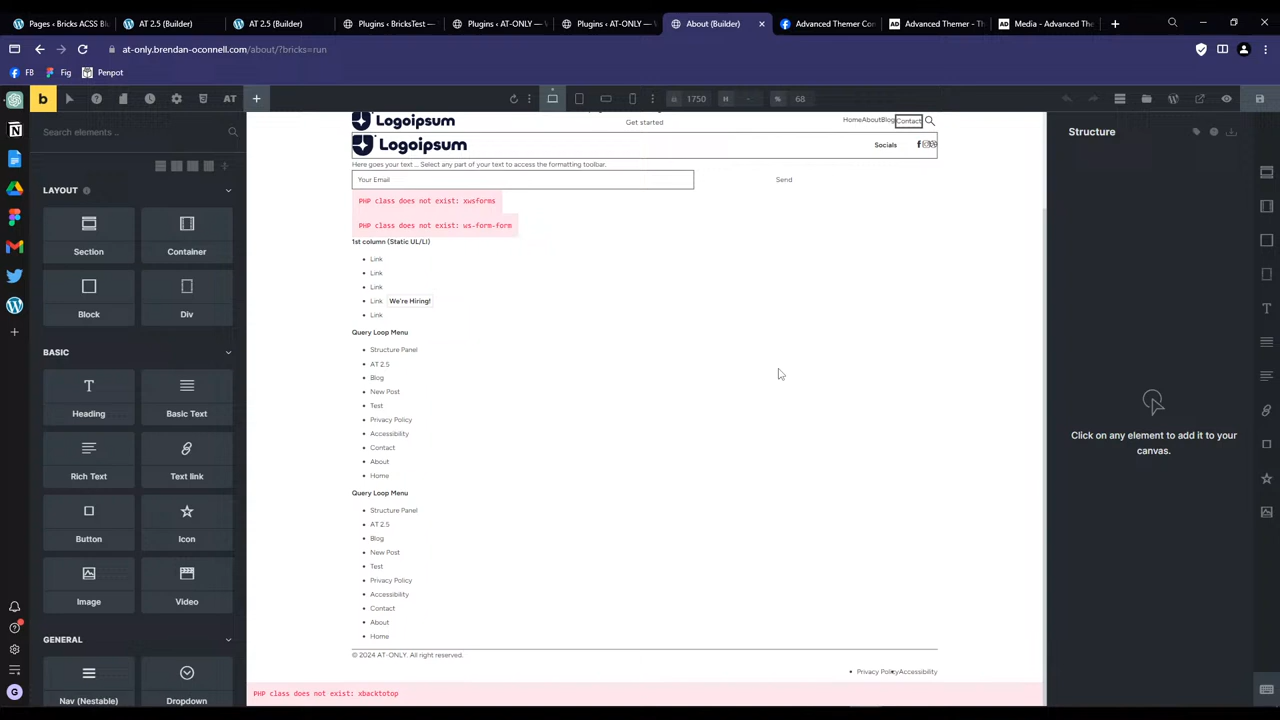 Pages ‹ ACSS Bl
AT 2.5 (Builder)
AT 2.5 (Builder)
Plugins ‹ BricksTest —
Plugins ‹ AT-ONLY —
Plugins ‹ AT-ONLY —
About (Builder)
Advanced Themer Con
Advanced Themer - Th
Media - Advanced The
at-only.brendan-oconnell.com/about/?bricks=run
FB
Fig
Penpot
b
AT
1750
H
-
%
68
Search elements ..
Logoipsum
Get started
Home
About
Blog
Contact
Structure
Logoipsum
Socials
Here goes your text ... Select any part of your text to access the formatting toolbar.
Your Email
Send
LAYOUT
PHP class does not exist: xwsforms
PHP class does not exist: ws-form-form
1st column (Static UL/LI)
Section
Container
Link
Link
Link
Link
We're Hiring!
Link
Block
Div
Query Loop Menu
BASIC
Structure Panel
AT 2.5
Blog
New Post
Test
Privacy Policy
Accessibility
Contact
About
Home
Heading
Basic Text
Click on any element to add it to your
canvas.
Rich Text
Text link
Query Loop Menu
Structure Panel
AT 2.5
Blog
New Post
Test
Privacy Policy
Accessibility
Contact
About
Home
Button
Icon
Image
Video
GENERAL
© 2024 AT-ONLY. All right reserved.
Privacy Policy
Accessibility
PHP class does not exist: xbacktotop
G
Nav (Nestable)
Dropdown